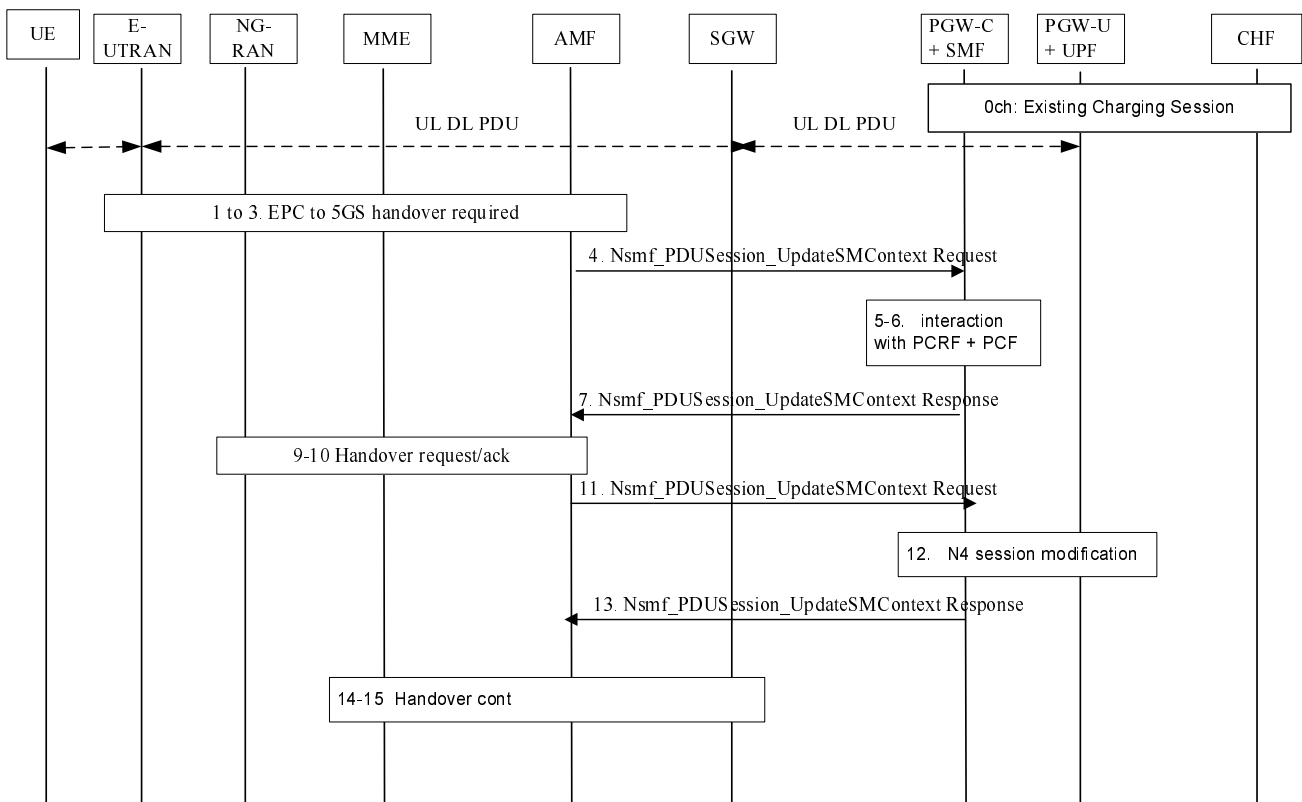 UE
E-
UTRAN
NG-
RAN
MME
AMF
SGW
PGW-C
+ SMF
PGW-U
+ UPF
CHF
0ch: Existing Charging Session
UL DL PDU
UL DL PDU
1 to 3. EPC to 5GS handover required
4. Nsmf_PDUSession_UpdateSMContext Request
5-6. interaction
with PCRF + PCF
7. Nsmf_PDUSession_UpdateSMContext Response
9-10 Handover request/ack
11. Nsmf_PDUSession_UpdateSMContext Request
12. N4 session modification
13. Nsmf_PDUSession_UpdateSMContext Response
14-15 Handover cont